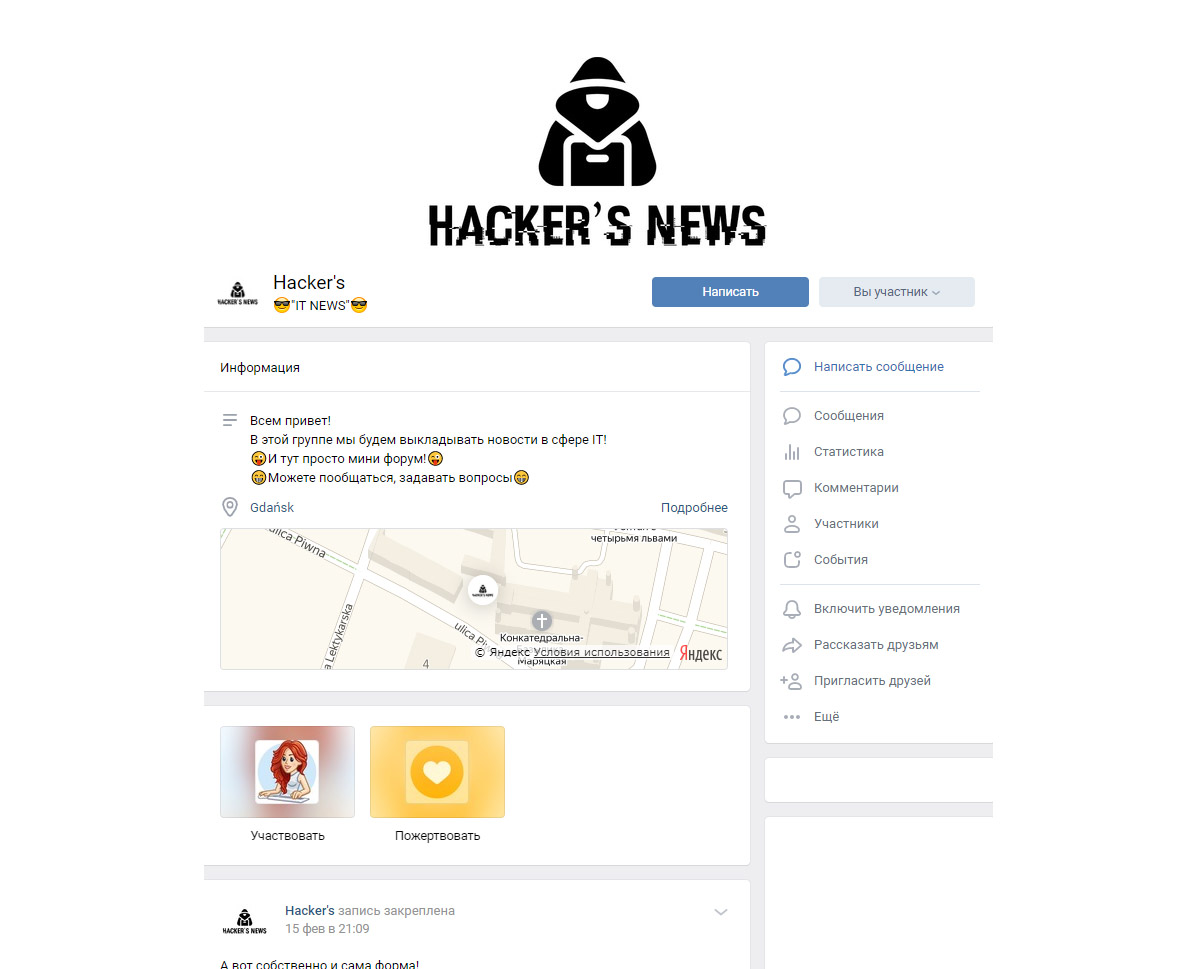 HACKER'S NEWS
Hacker's
😎"IT NEWS"😎
Написать
Вы участник
HACKER'S NEWS
Информация
Всем привет!
В этой группе мы будем выкладывать новости в сфере IT!
😜И тут просто мини форум!😜
😁Можете пообщаться, задавать вопросы😁
Gdańsk
Подробнее
ulica Piwna
четырьмя львами
a Lektykarska
HACKER'S NEWS
Конкатедральна-
© Яндекс Условия использования
Яндекс
Маряцкая
4
Участвовать
Пожертвовать
Hacker's запись закреплена
15 фев в 21:09
HACKER'S NEWS
А вот собственно и сама форма!
Написать сообщение
Сообщения
Статистика
Комментарии
Участники
События
Включить уведомления
Рассказать друзьям
Пригласить друзей
Ещё